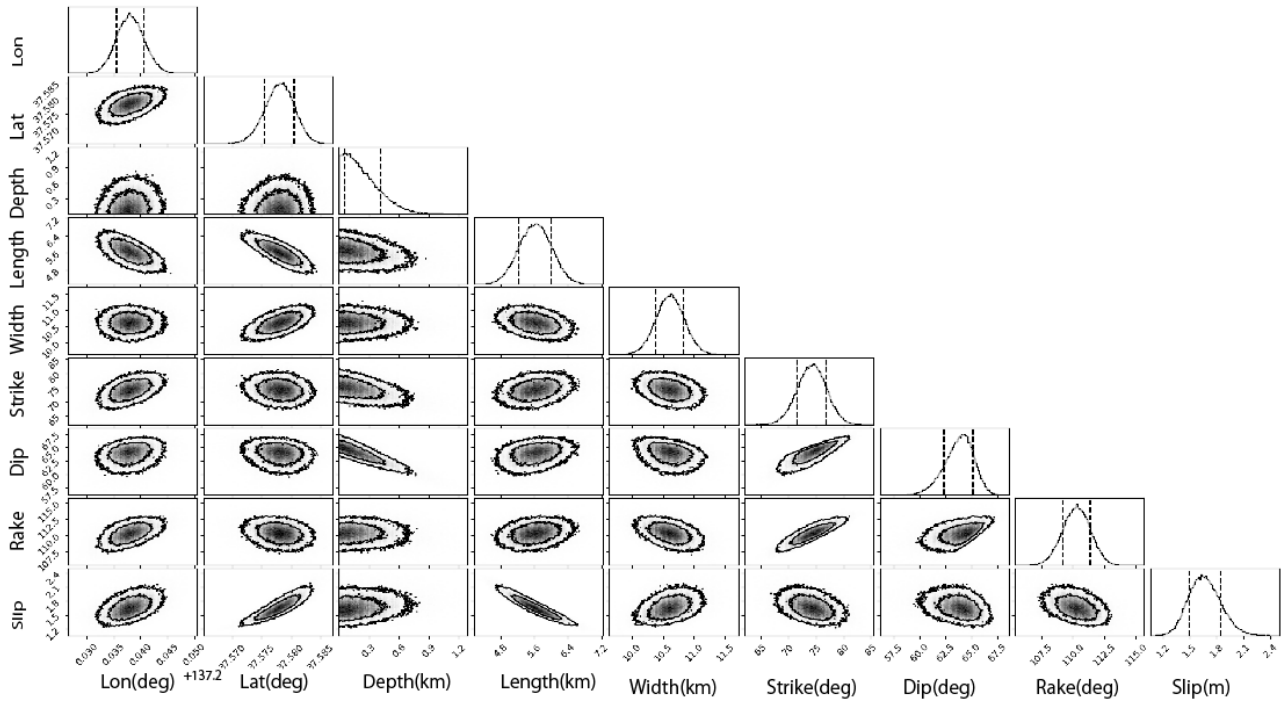 Lon
Lat
37.585
37.580
37.575
37.570
Depth
1.2
0.9
0.6
0.3
Length
7.2
6.4
5.6
4.8
Width
11.5
11.0
10.5
10.0
Strike
85
80
75
70
65
Dip
67.5
65.0
62.5
60.0
57.5
Rake
115.0
112.5
110.0
107.5
Slip
2.4
2.1
1.8
1.5
1.2
0.030 0.035 0.040 0.045 0.050
+137.2
37.570 37.575 37.580 37.585
0.3 0.6 0.9 1.2
4.8 5.6 6.4 7.2
10.0 10.5 11.0 11.5
65 70 75 80 85
57.5 60.0 62.5 65.0 67.5
107.5 110.0 112.5 115.0
1.2 1.5 1.8 2.1 2.4
Lon(deg) Lat(deg) Depth(km) Length(km) Width(km) Strike(deg) Dip(deg) Rake(deg) Slip(m)